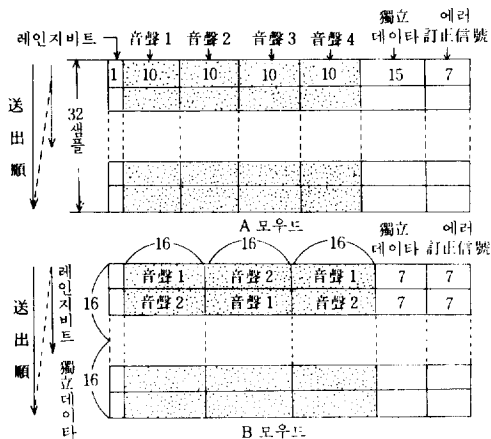 獨立 에러
레인지비트 音聲1 音聲2 音聲3 音聲4 데이타 訂正信號
1 10 10 10 10 15 7
送出順
32샘플
A 모우드
獨立 에러
16 16 16 데이타 訂正信號
音聲1 音聲2 音聲1 7 7
音聲2 音聲1 音聲2 7 7
送出順
레인지비트
16
獨立데이타
16
B 모우드